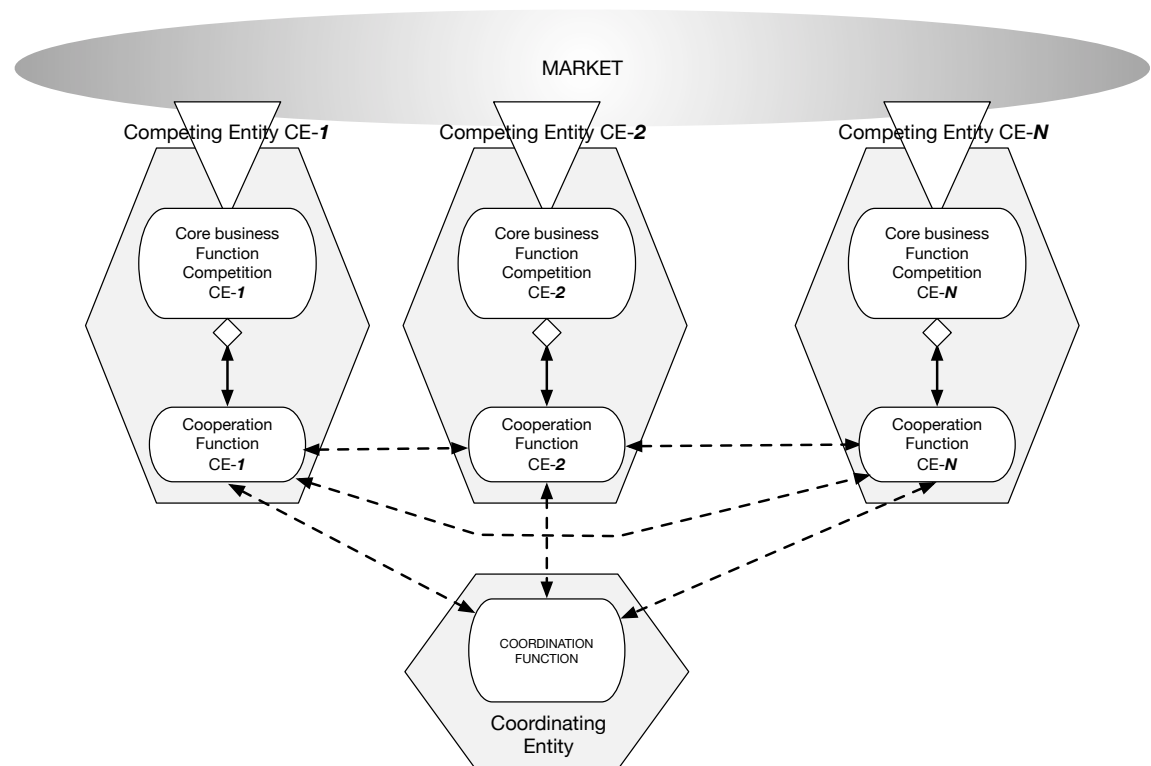 MARKET
Competing Entity CE-1
Competing Entity CE-2
Competing Entity CE-N
Core business
Function
Competition
CE-1
Core business
Function
Competition
CE-2
Core business
Function
Competition
CE-N
Cooperation
Function
CE-1
Cooperation
Function
CE-2
Cooperation
Function
CE-N
COORDINATION
FUNCTION
Coordinating
Entity